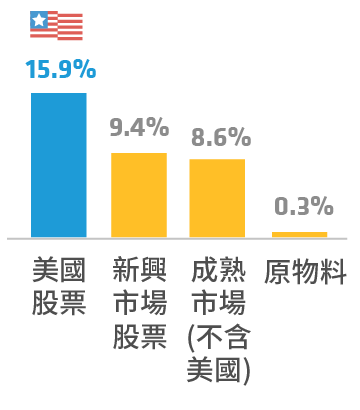 15.9%
9.4%
8.6%
0.3%
美國
股票
新興
市場
股票
成熟
市場
(不含
美國)
原物料